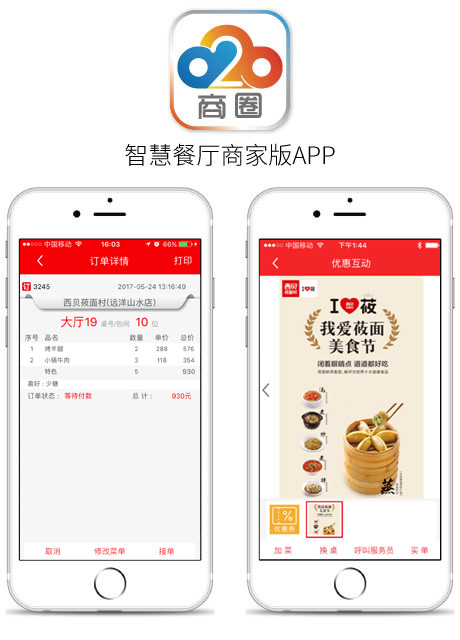 o2o
商圈
智慧餐厅商家版APP
中国移动 16:03 66%
订单详情 打印
订 3245 2017-05-24 13:16:49
西贝莜面村(远洋山水店)
大厅19 桌号/包间 10 位
序号 品名 数量 单价 总价
1 烤羊腿 2 288 576
2 小锅牛肉 3 118 354
特色 5 930
喜好：少糖
订单状态：等待付款 总 计： 930元
取消 修改菜单 接单
中国移动 下午1:44
优惠互动
西贝
莜面村
I 莜
我爱莜面
美食节
闭着眼睛点 道道都好吃
蒸
优惠券
我爱莜面
美食节
加 菜 换 桌 呼叫服务员 买 单